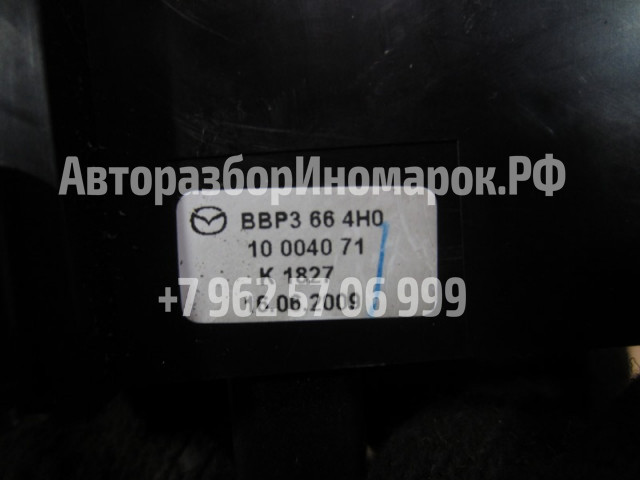 АвторазборИномарок.РФ
BBP3 66 4H0
10 0040 71
K 1827
+7 962 57 06 999
16.06.2009